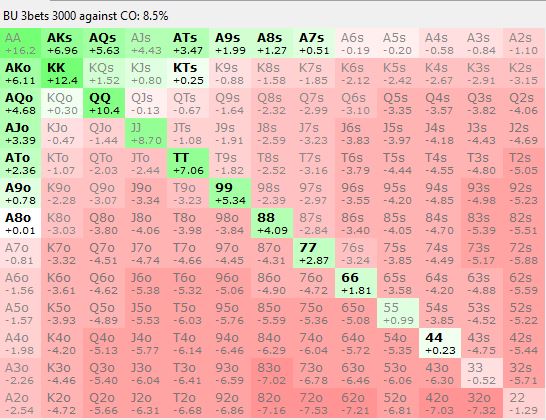 BU 3bets 3000 against CO: 8.5%
AA AKs AQs AJs ATs A9s A8s A7s A6s A5s A4s A3s A2s
+16.2 +6.96 +5.63 +4.43 +3.47 +1.99 +1.27 +0.51 -0.19 -0.20 -0.58 -0.84 -1.10
AKo KK KQs KJs KTs K9s K8s K7s K6s K5s K4s K3s K2s
+6.11 +12.4 +1.52 +0.80 +0.25 -0.88 -1.58 -1.85 -2.12 -2.42 -2.67 -2.91 -3.15
AQo KQo QQ QJs QTs Q9s Q8s Q7s Q6s Q5s Q4s Q3s Q2s
+4.68 +0.30 +10.4 -0.13 -0.67 -1.64 -2.32 -2.99 -3.10 -3.35 -3.57 -3.82 -4.06
AJo KJo QJo JJ JTs J9s J8s J7s J6s J5s J4s J3s J2s
+3.39 -0.47 -1.44 +8.70 -1.08 -1.91 -2.59 -3.23 -3.83 -3.97 -4.18 -4.43 -4.69
ATo KTo QTo JTo TT T9s T8s T7s T6s T5s T4s T3s T2s
+2.36 -1.07 -2.03 -2.44 +7.06 -1.82 -2.52 -3.16 -3.75 -4.44 -4.55 -4.80 -5.05
A9o K9o Q9o J9o T9o 99 98s 97s 96s 95s 94s 93s 92s
+0.78 -2.28 -3.07 -3.34 -3.23 +5.34 -2.39 -2.97 -3.55 -4.20 -4.85 -4.98 -5.23
A8o K8o Q8o J8o T8o 98o 88 87s 86s 85s 84s 83s 82s
+0.01 -3.03 -3.80 -4.06 -3.98 -3.84 +4.09 -2.84 -3.40 -4.05 -4.70 -5.39 -5.51
A7o K7o Q7o J7o T7o 97o 87o 77 76s 75s 74s 73s 72s
-0.81 -3.32 -4.51 -4.74 -4.66 -4.45 -4.31 +2.87 -3.24 -3.85 -4.49 -5.17 -5.88
A6o K6o Q6o J6o T6o 96o 86o 76o 66 65s 64s 63s 62s
-1.56 -3.61 -4.62 -5.38 -5.32 -5.06 -4.90 -4.72 +1.81 -3.58 -4.20 -4.88 -5.59
A5o K5o Q5o J5o T5o 95o 85o 75o 65o 55 54s 53s 52s
-1.57 -3.93 -4.89 -5.53 -6.03 -5.76 -5.59 -5.36 -5.08 +0.99 -3.85 -4.52 -5.22
A4o K4o Q4o J4o T4o 94o 84o 74o 64o 54o 44 43s 42s
-1.98 -4.20 -5.13 -5.77 -6.14 -6.46 -6.29 -6.04 -5.72 -5.35 +0.23 -4.75 -5.44
A3o K3o Q3o J3o T3o 93o 83o 73o 63o 53o 43o 33 32s
-2.26 -4.46 -5.40 -6.04 -6.41 -6.59 -7.02 -6.78 -6.46 -6.06 -6.30 -0.52 -5.71
A2o K2o Q2o J2o T2o 92o 82o 72o 62o 52o 42o 32o 22
-2.54 -4.72 -5.66 -6.31 -6.68 -6.86 -7.16 -7.53 -7.21 -6.81 -7.03 -7.32 -1.29